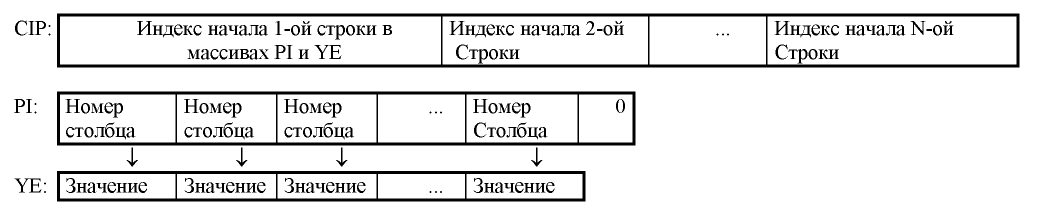 CIP: Индекс начала 1-ой строки в Индекс начала 2-ой ... Индекс начала N-ой
массивах PI и YE Строки Строки
PI: Номер Номер Номер ... Номер 0
столбца столбца столбца Столбца
YE: Значение Значение Значение ... Значение